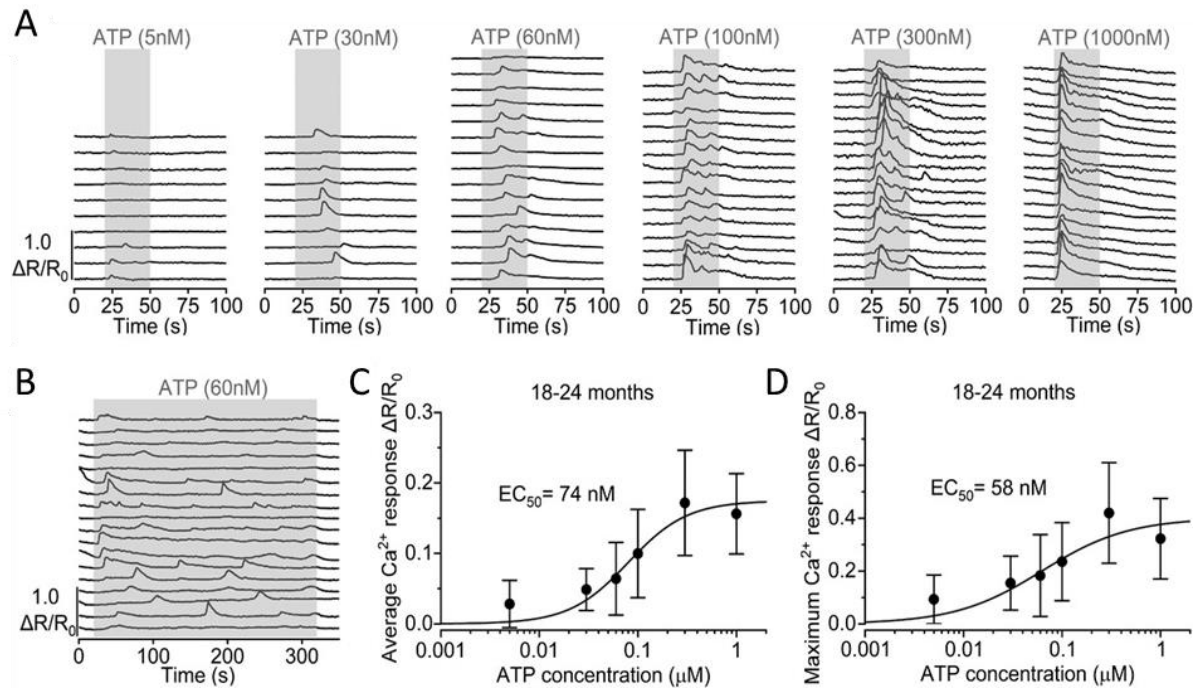 A
ATP (5nM) ATP (30nM) ATP (60nM) ATP (100nM) ATP (300nM) ATP (1000nM)
1.0
ΔR/R₀
0 25 50 75 100 0 25 50 75 100 0 25 50 75 100 0 25 50 75 100 0 25 50 75 100 0 25 50 75 100
Time (s) Time (s) Time (s) Time (s) Time (s) Time (s)
B
ATP (60nM)
1.0
ΔR/R₀
0 100 200 300
Time (s)
C
18-24 months
Average Ca²⁺ response ΔR/R₀
0.3
0.2
0.1
0.0
EC₅₀= 74 nM
0.001 0.01 0.1 1
ATP concentration (μM)
D
18-24 months
Maximum Ca²⁺ response ΔR/R₀
0.8
0.6
0.4
0.2
0.0
EC₅₀= 58 nM
0.001 0.01 0.1 1
ATP concentration (μM)